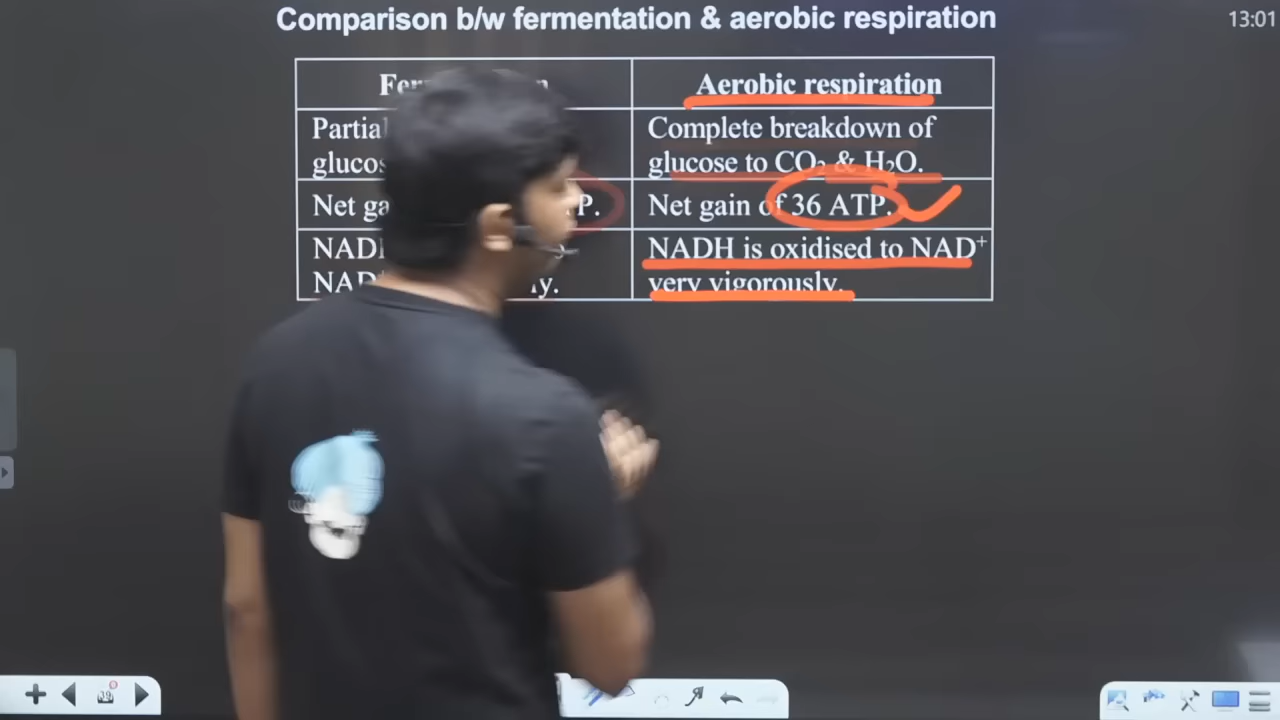 Comparison b/w fermentation & aerobic respiration
13:01
Aerobic respiration
Partial
Complete breakdown of
glucose to CO₂ & H₂O.
Net
Net gain of 36 ATP.
NADH is oxidised to NAD⁺
very vigorously.